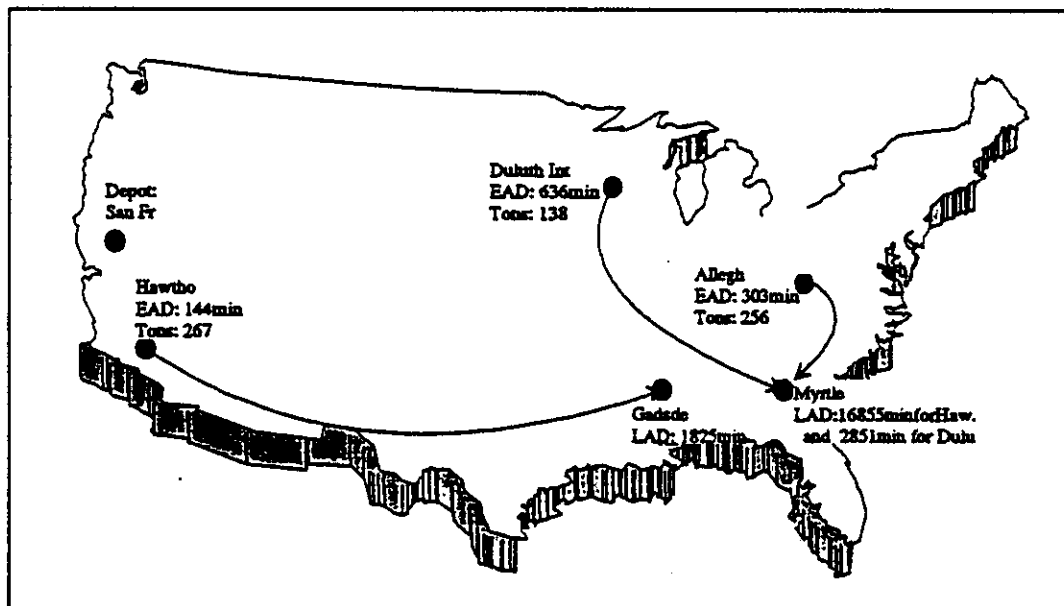 Depot:
San Fr
Hawtho
EAD: 144min
Tons: 267
Duluth Int
EAD: 636min
Tons: 138
Allegh
EAD: 303min
Tons: 256
Gadsde
LAD: 1825min
Myrtle
LAD:16855minforHaw.
and 2851min for Dulu